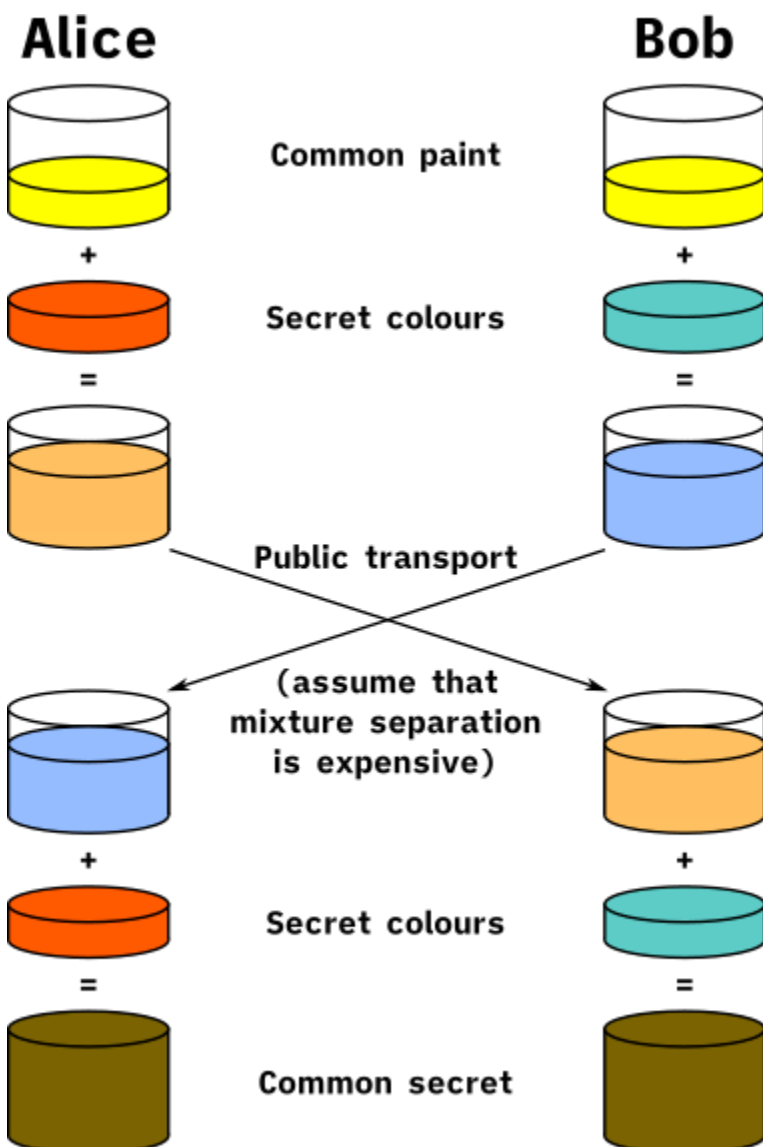 Alice
Bob
Common paint
+
+
Secret colours
=
=
Public transport
(assume that
mixture separation
is expensive)
+
+
Secret colours
=
=
Common secret